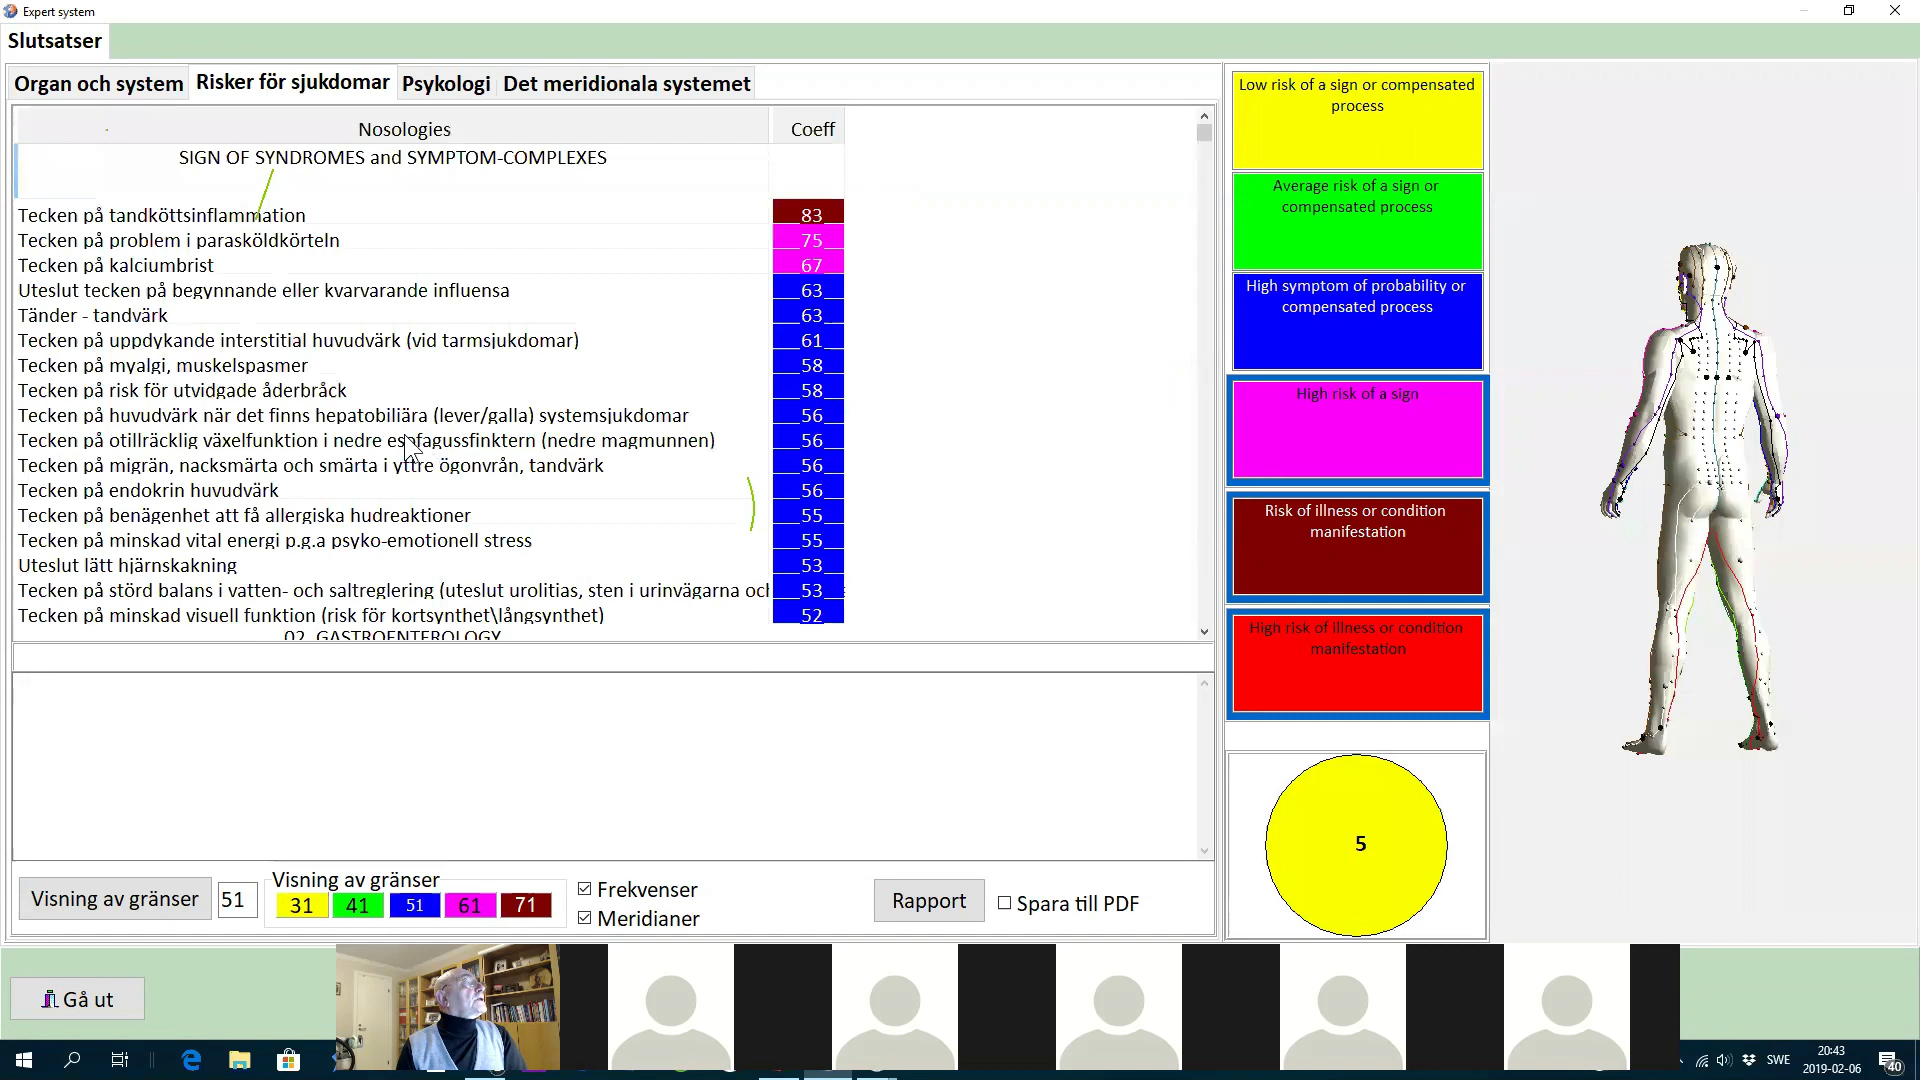 Expert system
Slutsatser
Organ och system
Risker för sjukdomar
Psykologi
Det meridionala systemet
Nosologies
Coeff
SIGN OF SYNDROMES and SYMPTOM-COMPLEXES
Tecken på tandköttsinflammation 83
Tecken på problem i parasköldkörteln 75
Tecken på kalciumbrist 67
Uteslut tecken på begynnande eller kvarvarande influensa 63
Tänder - tandvärk 63
Tecken på uppdykande interstitial huvudvärk (vid tarmsjukdomar) 61
Tecken på myalgi, muskelspasmer 58
Tecken på risk för utvidgade åderbråck 58
Tecken på huvudvärk när det finns hepatobiliära (lever/galla) systemsjukdomar 56
Tecken på otillräcklig växelfunktion i nedre esofagussfinktern (nedre magmunnen) 56
Tecken på migrän, nacksmärta och smärta i yttre ögonvrån, tandvärk 56
Tecken på endokrin huvudvärk 56
Tecken på benägenhet att få allergiska hudreaktioner 55
Tecken på minskad vital energi p.g.a psyko-emotionell stress 55
Uteslut lätt hjärnskakning 53
Tecken på störd balans i vatten- och saltreglering (uteslut urolitias, sten i urinvägarna och 53
Tecken på minskad visuell funktion (risk för kortsynthet\långsynthet) 52
02. GASTROENTEROLOGY
Low risk of a sign or compensated
process
Average risk of a sign or
compensated process
High symptom of probability or
compensated process
High risk of a sign
Risk of illness or condition
manifestation
High risk of illness or condition
manifestation
5
Visning av gränser
51
Visning av gränser
31 41 51 61 71
Frekvenser
Meridianer
Rapport
Spara till PDF
Gå ut
SWE
20:43
2019-02-06
40